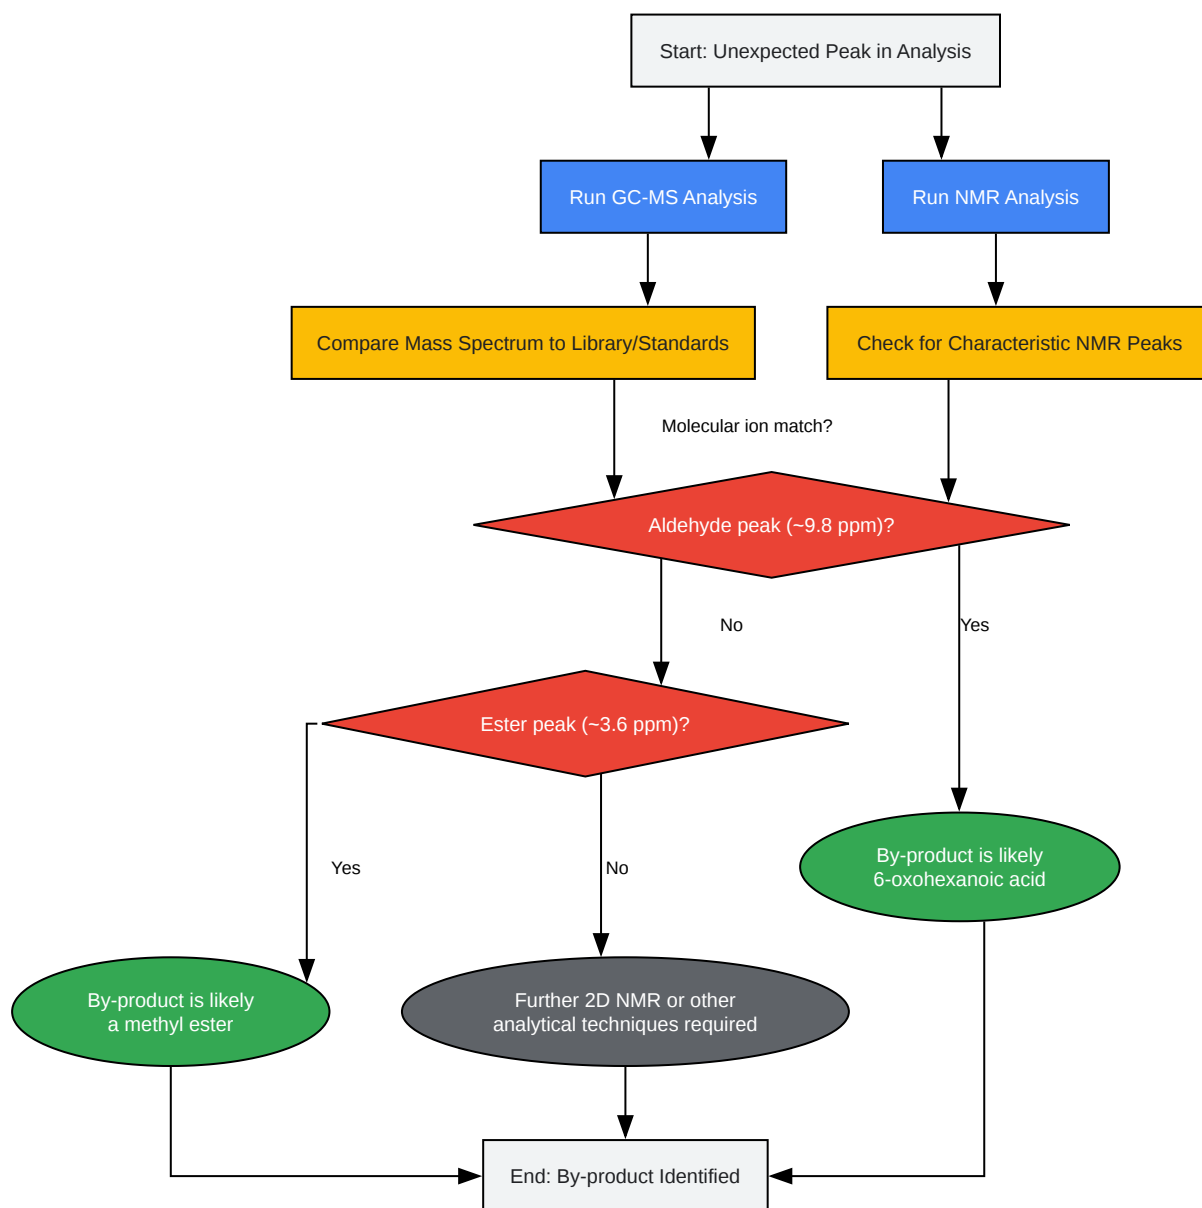 Start: Unexpected Peak in Analysis
Run GC-MS Analysis
Run NMR Analysis
Compare Mass Spectrum to Library/Standards
Check for Characteristic NMR Peaks
Molecular ion match?
Aldehyde peak (~9.8 ppm)?
No
Yes
Ester peak (~3.6 ppm)?
Yes
No
By-product is likely
6-oxohexanoic acid
By-product is likely
a methyl ester
Further 2D NMR or other
analytical techniques required
End: By-product Identified